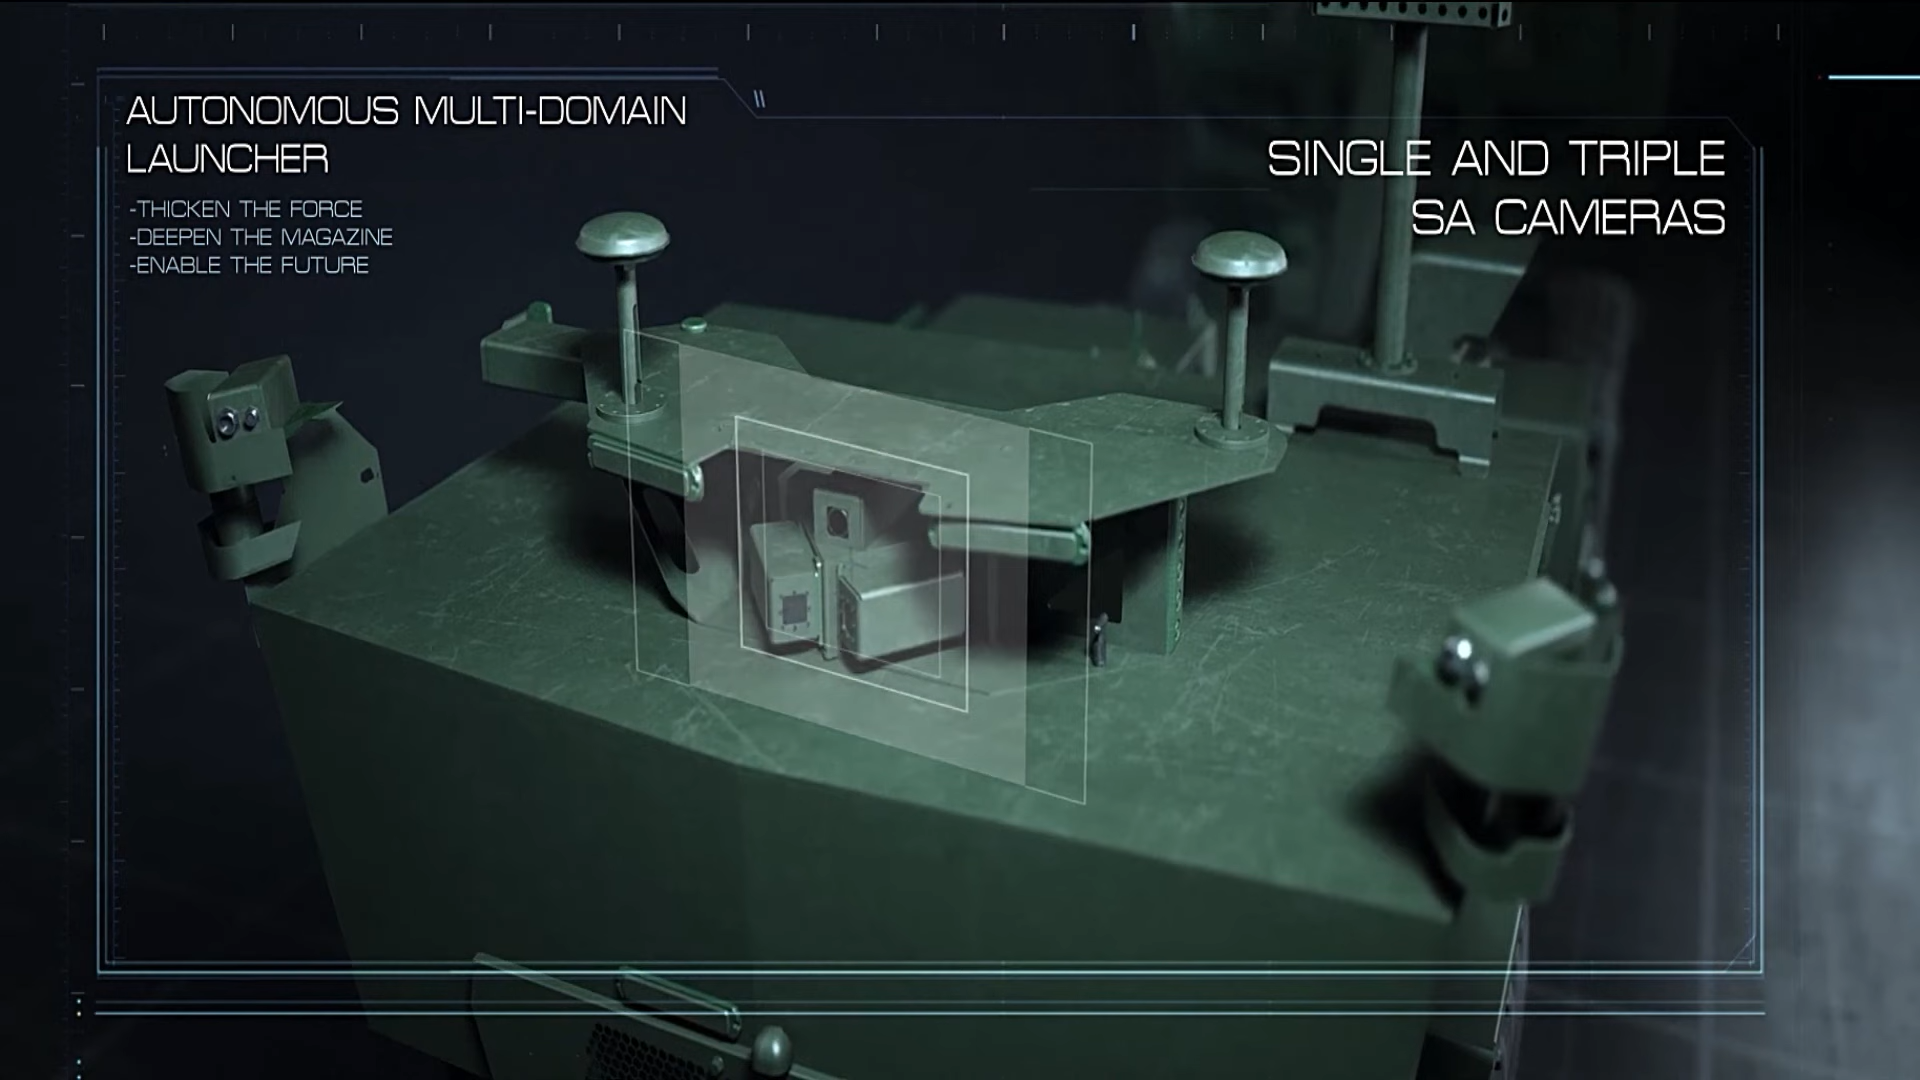 AUTONOMOUS MULTI-DOMAIN
LAUNCHER
-THICKEN THE FORCE
-DEEPEN THE MAGAZINE
-ENABLE THE FUTURE
SINGLE AND TRIPLE
SA CAMERAS